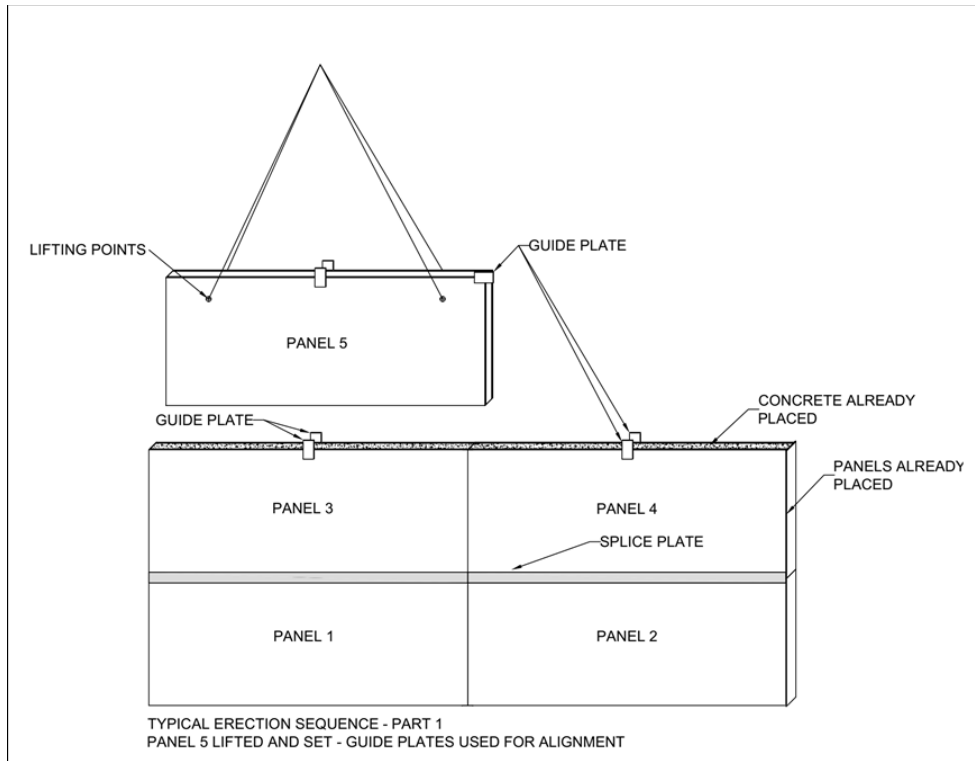 LIFTING POINTS
GUIDE PLATE
PANEL 5
GUIDE PLATE
CONCRETE ALREADY
PLACED
PANELS ALREADY
PLACED
PANEL 3
PANEL 4
SPLICE PLATE
PANEL 1
PANEL 2
TYPICAL ERECTION SEQUENCE - PART 1
PANEL 5 LIFTED AND SET - GUIDE PLATES USED FOR ALIGNMENT